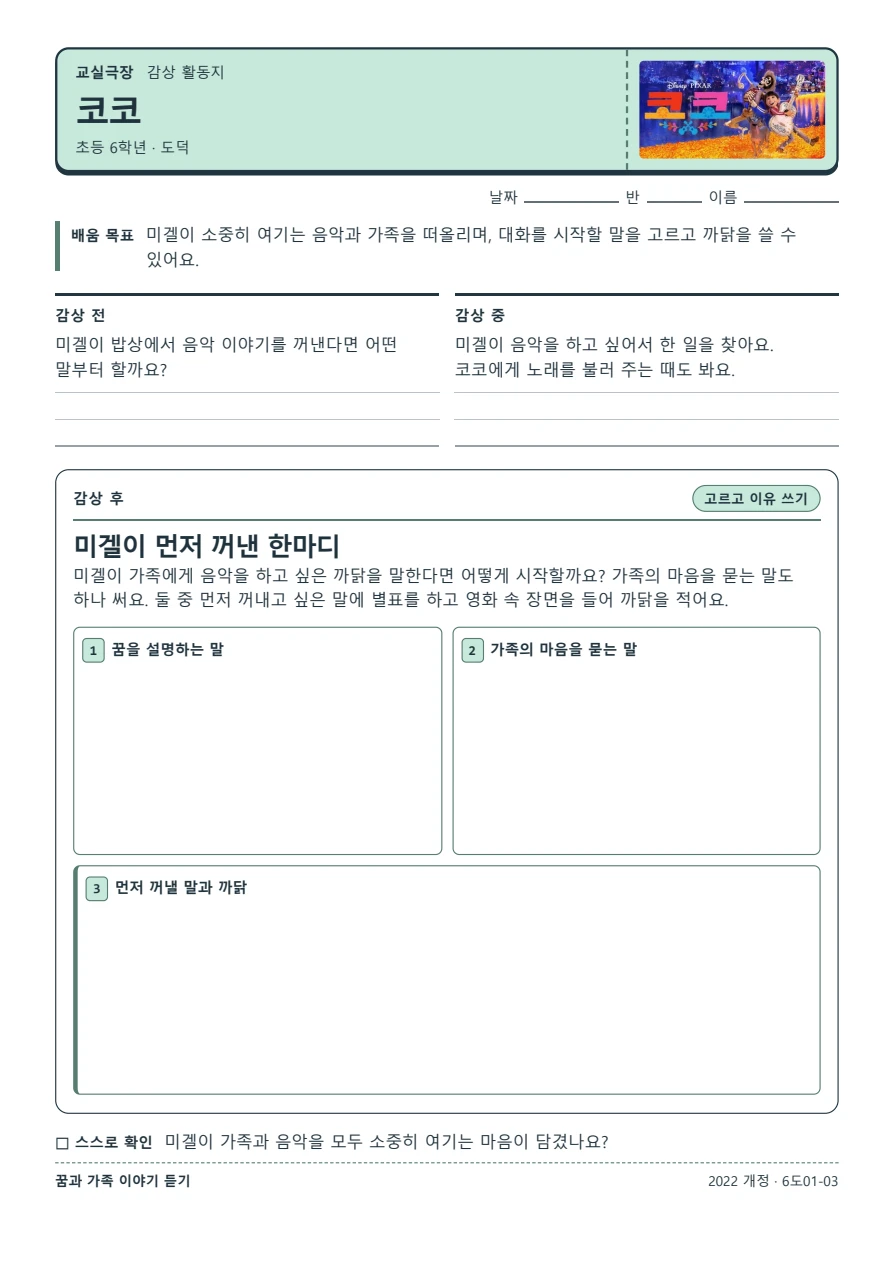 교실극장 감상 활동지
코코
초등 6학년 · 도덕
Disney PIXAR
코코
날짜 반 이름
배움 목표 미겔이 소중히 여기는 음악과 가족을 떠올리며, 대화를 시작할 말을 고르고 까닭을 쓸 수
있어요.
감상 전
미겔이 밥상에서 음악 이야기를 꺼낸다면 어떤
말부터 할까요?
감상 중
미겔이 음악을 하고 싶어서 한 일을 찾아요.
코코에게 노래를 불러 주는 때도 봐요.
감상 후
고르고 이유 쓰기
미겔이 먼저 꺼낸 한마디
미겔이 가족에게 음악을 하고 싶은 까닭을 말한다면 어떻게 시작할까요? 가족의 마음을 묻는 말도
하나 써요. 둘 중 먼저 꺼내고 싶은 말에 별표를 하고 영화 속 장면을 들어 까닭을 적어요.
1 꿈을 설명하는 말
2 가족의 마음을 묻는 말
3 먼저 꺼낼 말과 까닭
□ 스스로 확인 미겔이 가족과 음악을 모두 소중히 여기는 마음이 담겼나요?
꿈과 가족 이야기 듣기
2022 개정 · 6도01-03